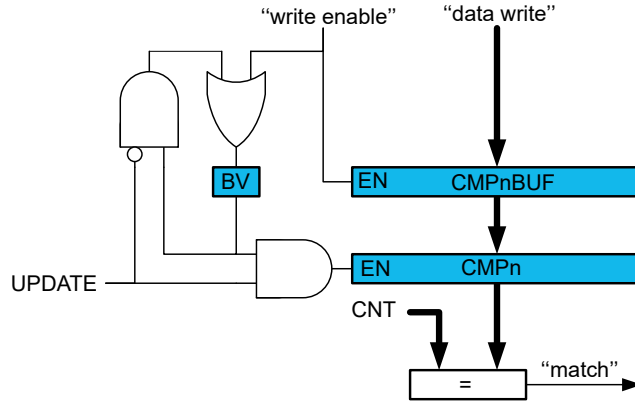 “write enable”
“data write”
BV
EN
CMPnBUF
UPDATE
EN
CMPn
CNT
=
“match”